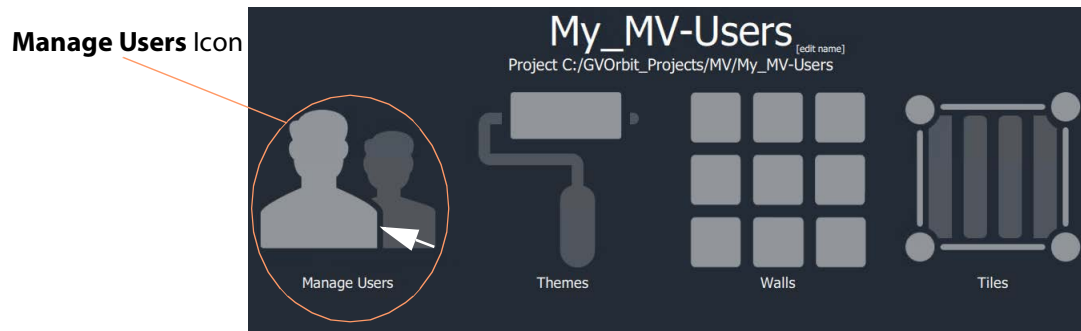 Manage Users Icon
My_MV-Users [edit name]
Project C:/GVOrbit_Projects/MV/My_MV-Users
Manage Users
Themes
Walls
Tiles